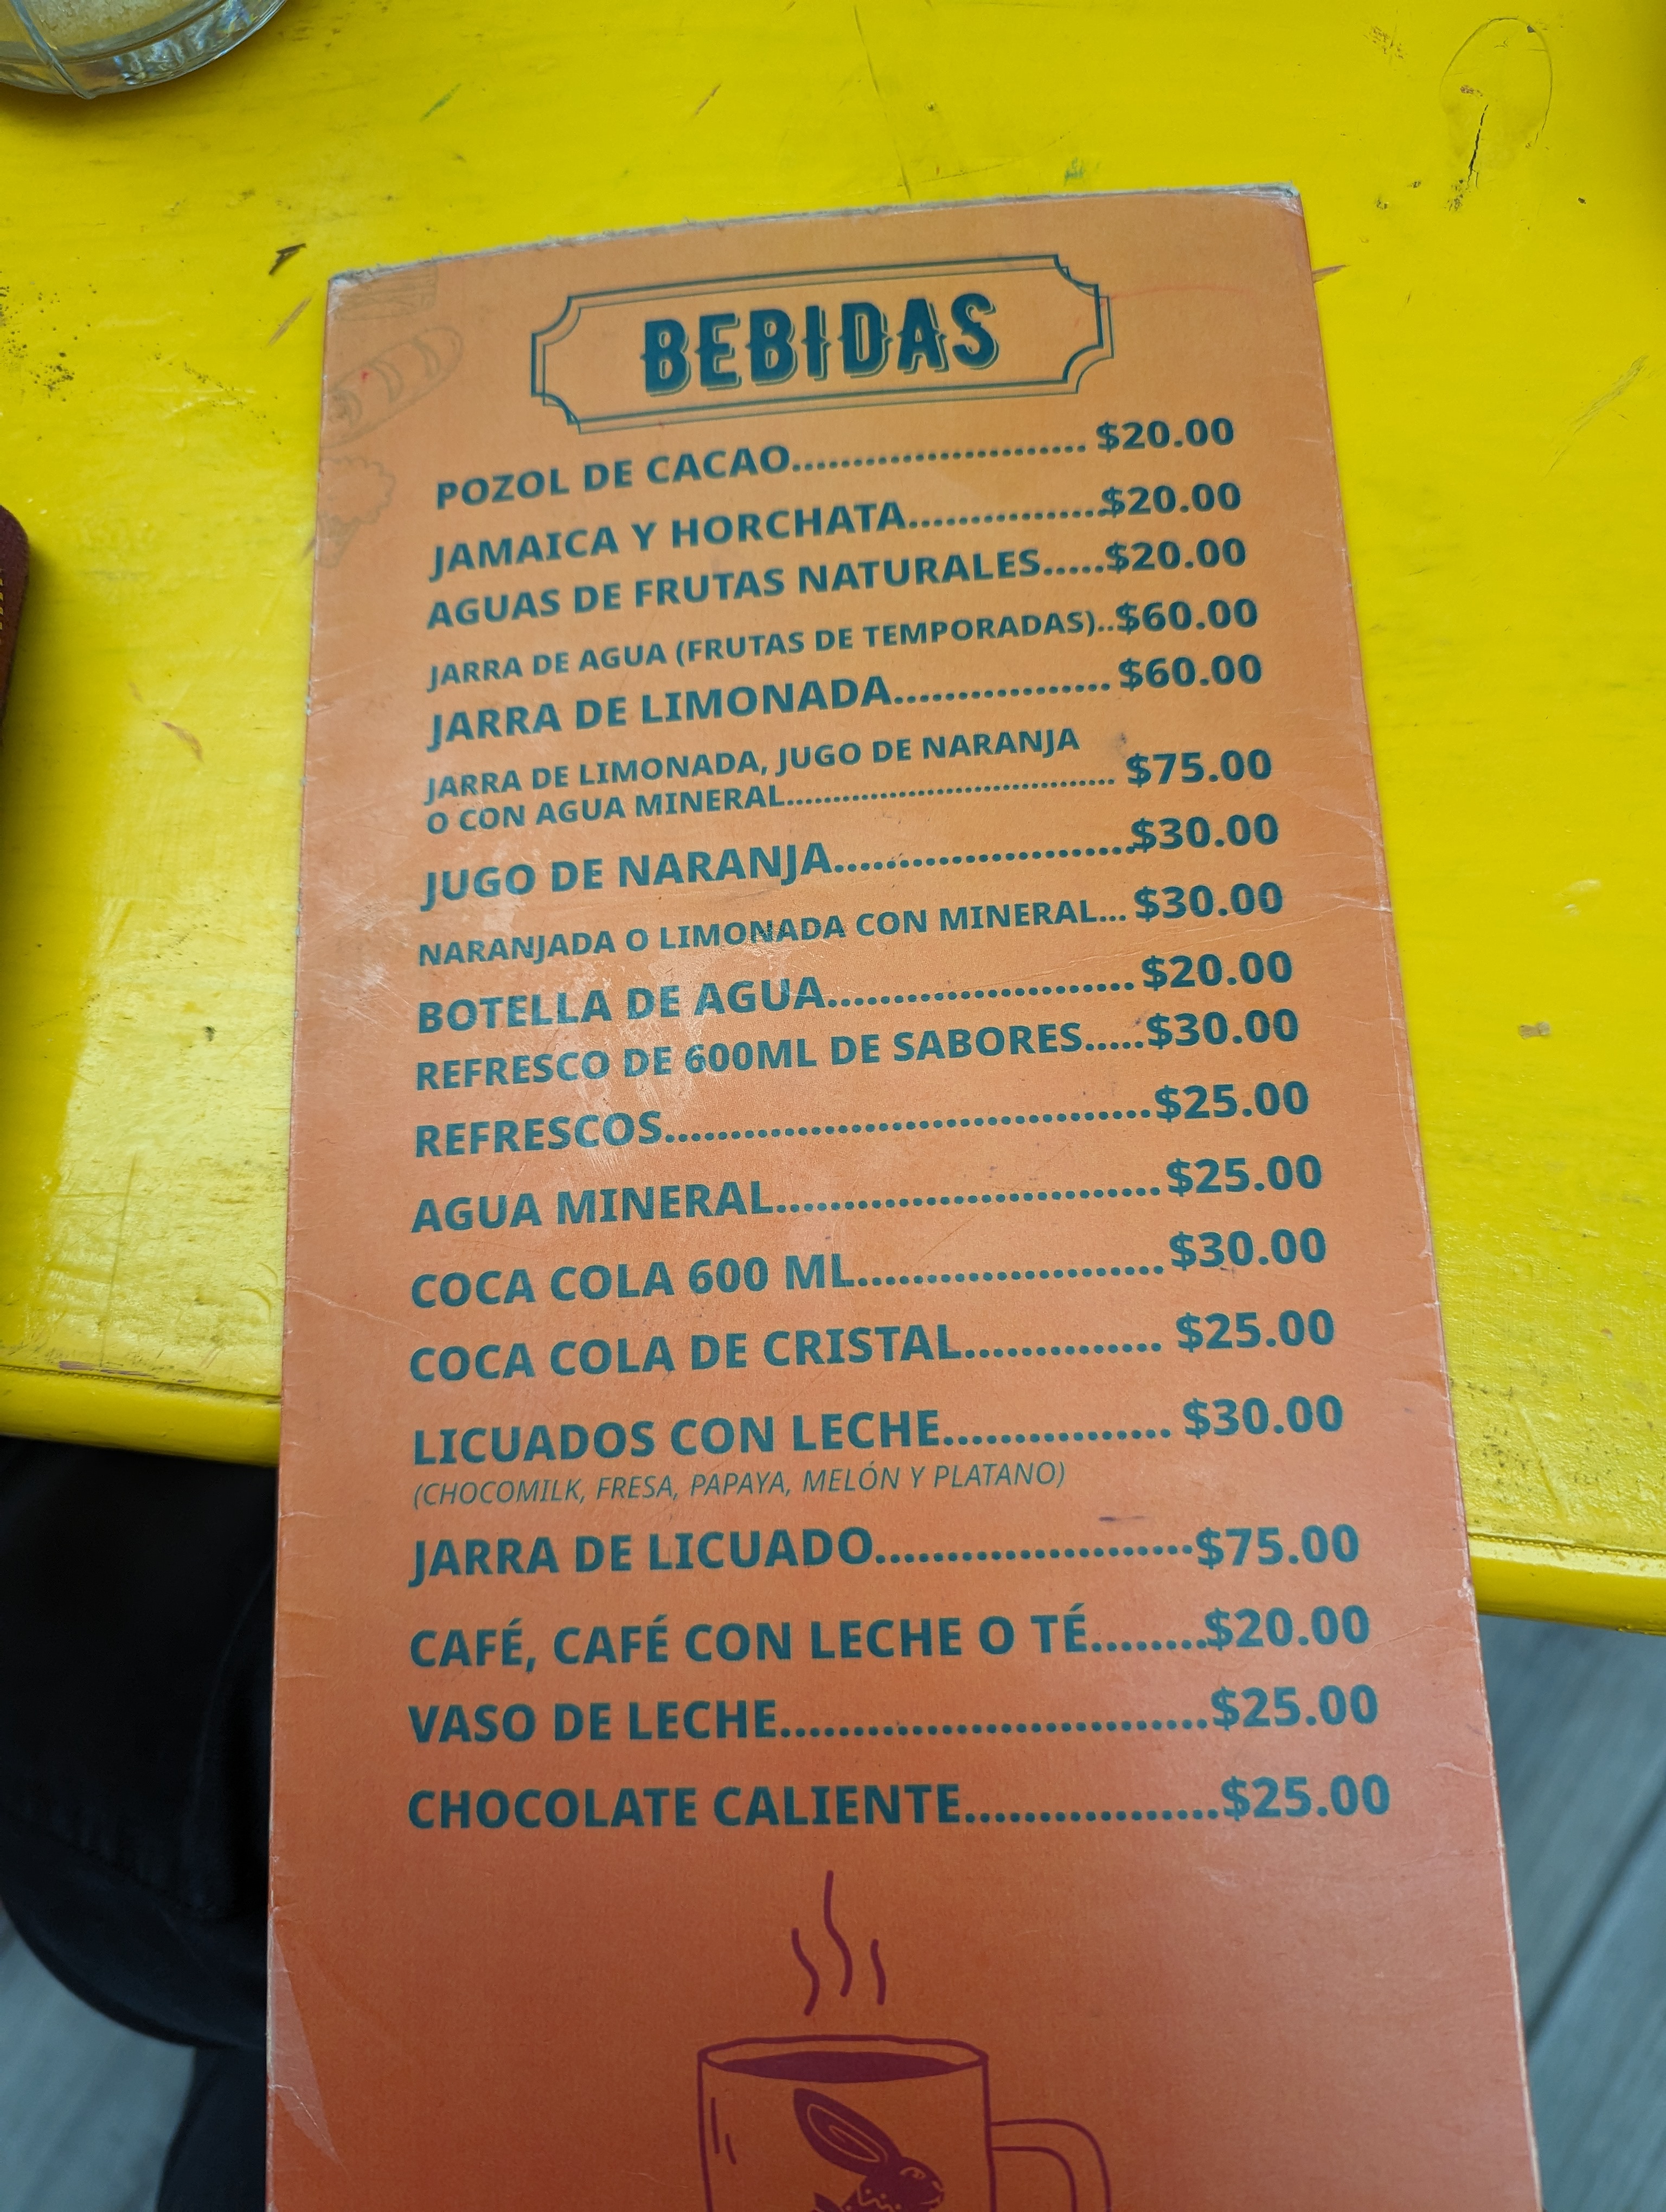 BEBIDAS
POZOL DE CACAO........................ $20.00
JAMAICA Y HORCHATA................$20.00
AGUAS DE FRUTAS NATURALES.....$20.00
JARRA DE AGUA (FRUTAS DE TEMPORADAS)..$60.00
JARRA DE LIMONADA................. $60.00
JARRA DE LIMONADA, JUGO DE NARANJA
O CON AGUA MINERAL................................... $75.00
JUGO DE NARANJA.......................$30.00
NARANJADA O LIMONADA CON MINERAL... $30.00
BOTELLA DE AGUA....................... $20.00
REFRESCO DE 600ML DE SABORES.....$30.00
REFRESCOS.....................................$25.00
AGUA MINERAL.............................$25.00
COCA COLA 600 ML.......................$30.00
COCA COLA DE CRISTAL.............. $25.00
LICUADOS CON LECHE................ $30.00
(CHOCOMILK, FRESA, PAPAYA, MELÓN Y PLATANO)
JARRA DE LICUADO.......................$75.00
CAFÉ, CAFÉ CON LECHE O TÉ........$20.00
VASO DE LECHE..............................$25.00
CHOCOLATE CALIENTE.................$25.00